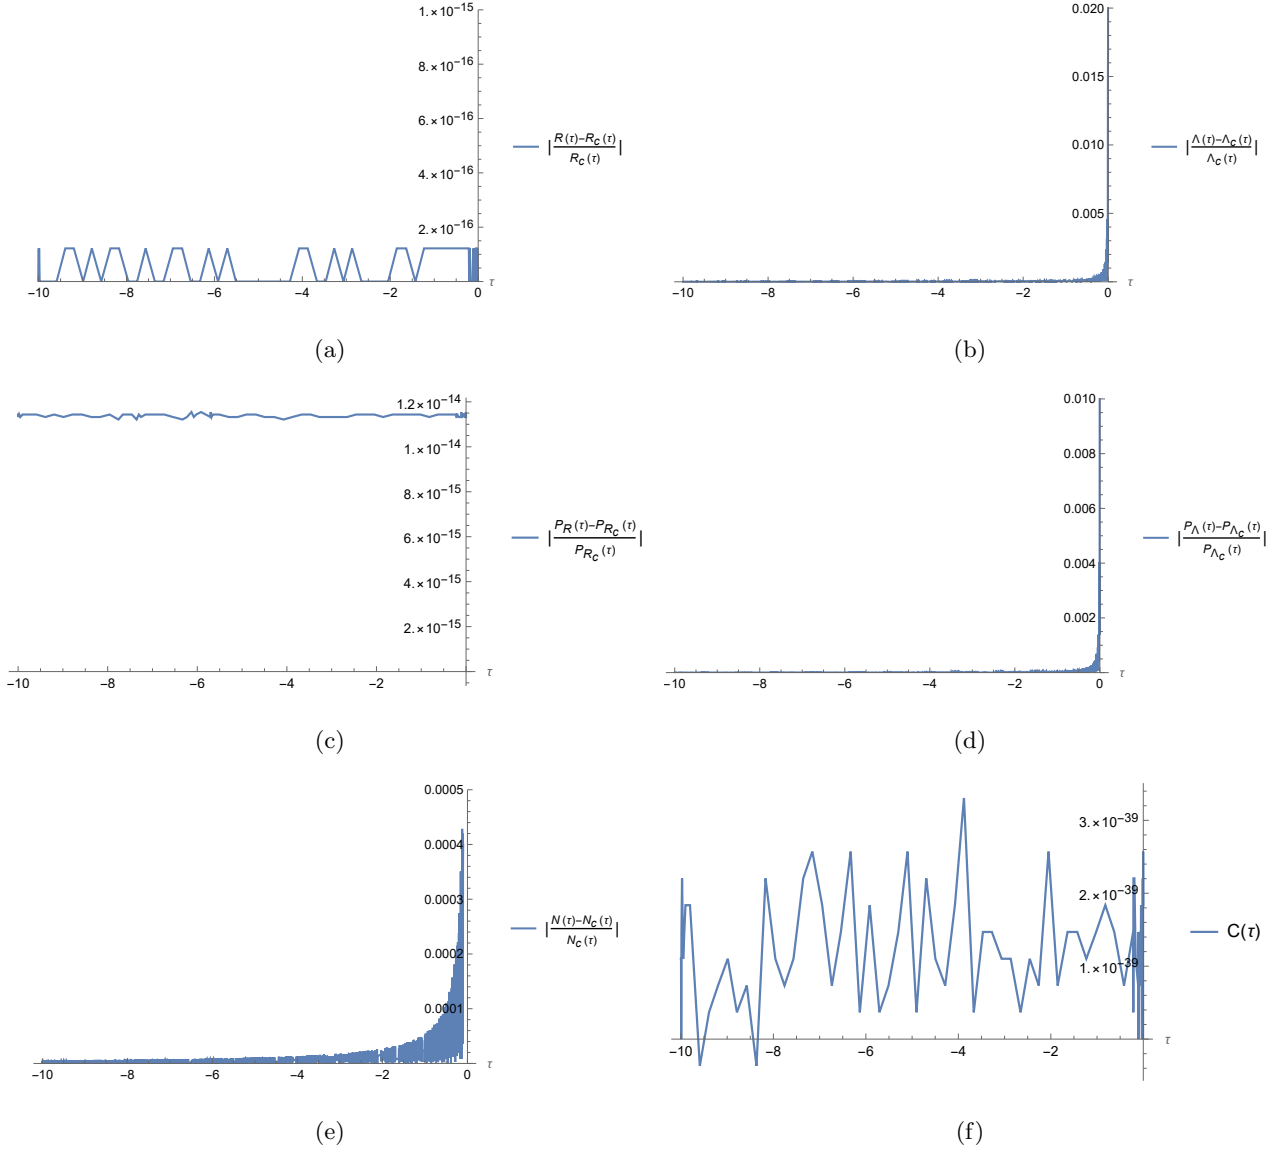 1.×10⁻¹⁵
8.×10⁻¹⁶
6.×10⁻¹⁶
4.×10⁻¹⁶
2.×10⁻¹⁶
−10 −8 −6 −4 −2 0 τ
|R(τ)−R_c(τ) / R_c(τ)|
(a)
0.020
0.015
0.010
0.005
−10 −8 −6 −4 −2 0 τ
|Λ(τ)−Λ_c(τ) / Λ_c(τ)|
(b)
1.2×10⁻¹⁴
1.×10⁻¹⁴
8.×10⁻¹⁵
6.×10⁻¹⁵
4.×10⁻¹⁵
2.×10⁻¹⁵
−10 −8 −6 −4 −2 τ
|P_R(τ)−P_{R_c}(τ) / P_{R_c}(τ)|
(c)
0.010
0.008
0.006
0.004
0.002
−10 −8 −6 −4 −2 0 τ
|P_Λ(τ)−P_{Λ_c}(τ) / P_{Λ_c}(τ)|
(d)
0.0005
0.0004
0.0003
0.0002
0.0001
−10 −8 −6 −4 −2 0 τ
|N(τ)−N_c(τ) / N_c(τ)|
(e)
3.×10⁻³⁹
2.×10⁻³⁹
1.×10⁻³⁹
−10 −8 −6 −4 −2 τ
C(τ)
(f)